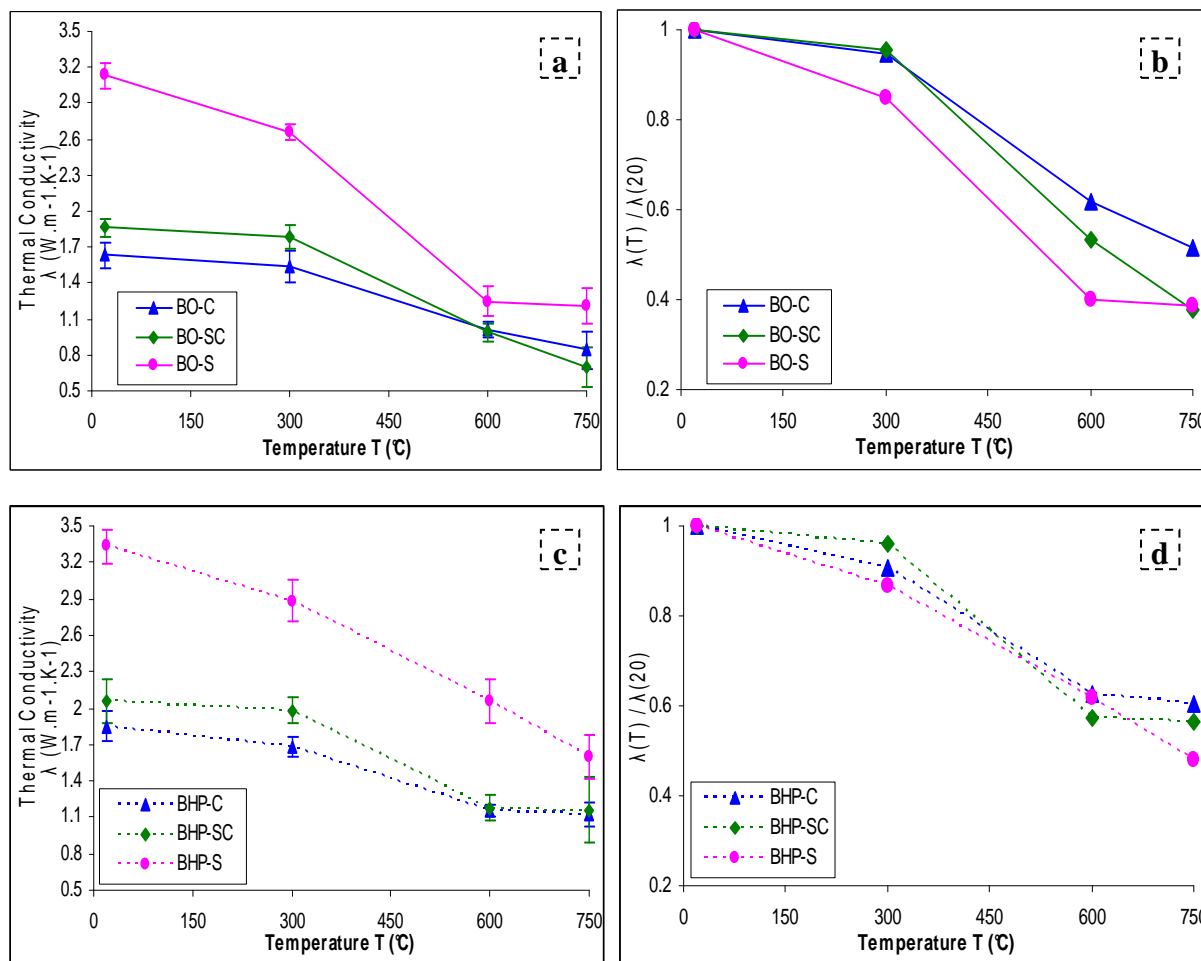 a
Thermal Conductivity
λ (W.m-1.K-1)
3.5
3.2
2.9
2.6
2.3
2
1.7
1.4
1.1
0.8
0.5
BO-C
BO-SC
BO-S
0 150 300 450 600 750
Temperature T (°C)
b
λ(T) / λ(20)
1
0.8
0.6
0.4
0.2
BO-C
BO-SC
BO-S
0 150 300 450 600 750
Temperature T (°C)
c
Thermal Conductivity
λ (W.m-1.K-1)
3.5
3.2
2.9
2.6
2.3
2
1.7
1.4
1.1
0.8
0.5
BHP-C
BHP-SC
BHP-S
0 150 300 450 600 750
Temperature T (°C)
d
λ(T) / λ(20)
1
0.8
0.6
0.4
0.2
BHP-C
BHP-SC
BHP-S
0 150 300 450 600 750
Temperature T (°C)